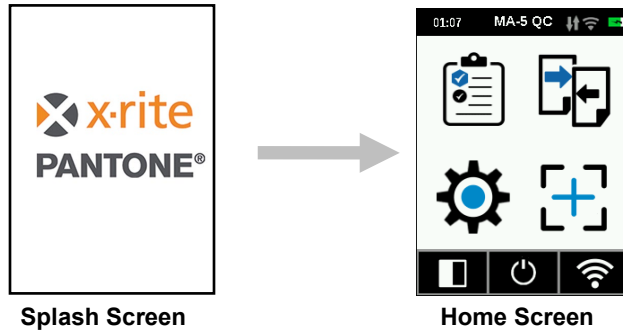 x·rite
PANTONE®
Splash Screen
01:07 MA-5 QC
Home Screen